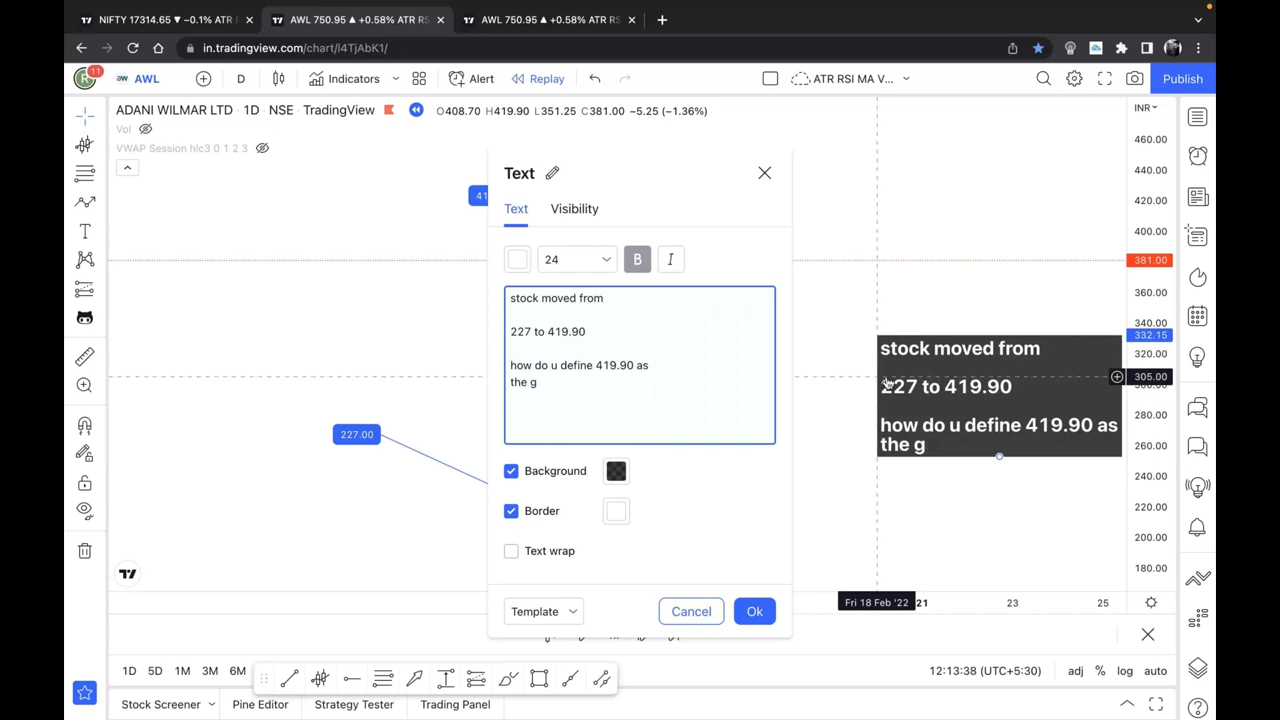 NIFTY 17314.65 ▼ −0.1% ATR
AWL 750.95 ▲ +0.58% ATR RS
AWL 750.95 ▲ +0.58% ATR RS
in.tradingview.com/chart/I4TjAbK1/
R 11 aw AWL D Indicators Alert Replay ATR RSI MA V... Publish
ADANI WILMAR LTD · 1D · NSE · TradingView O408.70 H419.90 L351.25 C381.00 −5.25 (−1.36%)
INR
Vol
VWAP Session hlc3 0 1 2 3
460.00
440.00
420.00
400.00
381.00
360.00
340.00
332.15
320.00
305.00
300.00
280.00
260.00
240.00
220.00
200.00
180.00
41
227.00
Text
Text Visibility
24 B I
stock moved from
227 to 419.90
how do u define 419.90 as
the g
Background
Border
Text wrap
Template Cancel Ok
stock moved from
227 to 419.90
how do u define 419.90 as
the g
Fri 18 Feb '22 21 23 25
1D 5D 1M 3M 6M 12:13:38 (UTC+5:30) adj % log auto
Stock Screener Pine Editor Strategy Tester Trading Panel